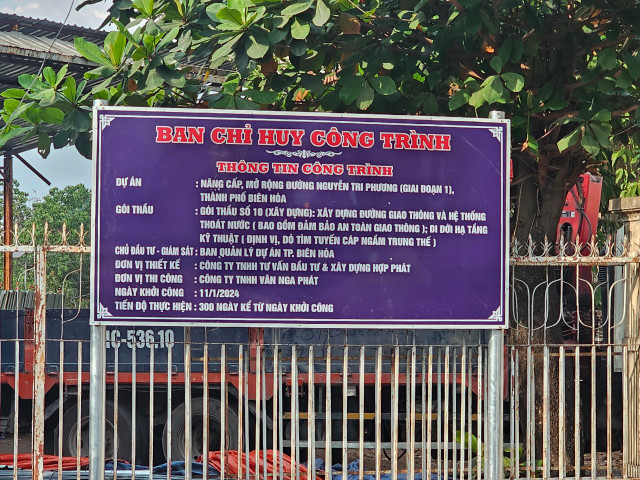 BAN CHỈ HUY CÔNG TRÌNH
THÔNG TIN CÔNG TRÌNH
DỰ ÁN : NÂNG CẤP, MỞ RỘNG ĐƯỜNG NGUYỄN TRI PHƯƠNG (GIAI ĐOẠN 1),
THÀNH PHỐ BIÊN HÒA
GÓI THẦU : GÓI THẦU SỐ 10 (XÂY DỰNG): XÂY DỰNG ĐƯỜNG GIAO THÔNG VÀ HỆ THỐNG
THOÁT NƯỚC ( BAO GỒM ĐẢM BẢO AN TOÀN GIAO THÔNG ); DI DỜI HẠ TẦNG
KỸ THUẬT ( ĐỊNH VỊ, DÒ TÌM TUYẾN CÁP NGẦM TRUNG THẾ )
CHỦ ĐẦU TƯ - GIÁM SÁT : BAN QUẢN LÝ DỰ ÁN TP. BIÊN HÒA
ĐƠN VỊ THIẾT KẾ : CÔNG TY TNHH TƯ VẤN ĐẦU TƯ & XÂY DỰNG HỢP PHÁT
ĐƠN VỊ THI CÔNG : CÔNG TY TNHH VÂN NGA PHÁT
NGÀY KHỞI CÔNG : 11/1/2024
TIẾN ĐỘ THỰC HIỆN : 300 NGÀY KỂ TỪ NGÀY KHỞI CÔNG
C-536.10